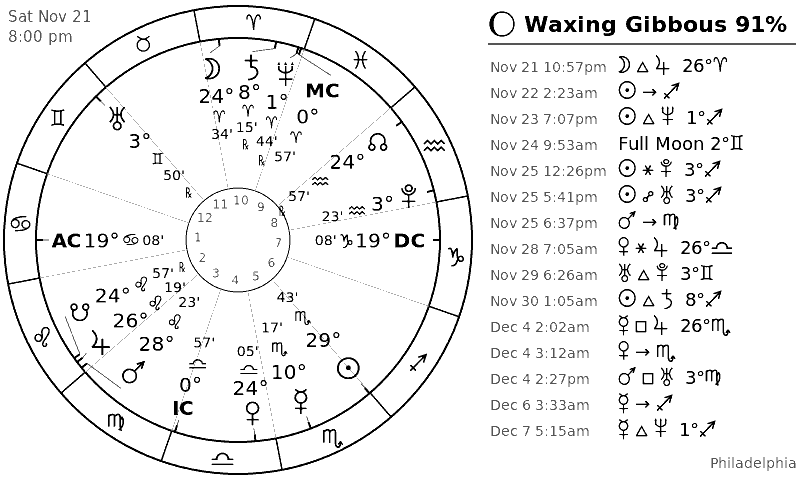 Sat Nov 21
8:00 pm
Waxing Gibbous 91%
Nov 21 10:57pm ☽ △ ♃ 26°♈
Nov 22 2:23am ☉ → ♐
Nov 23 7:07pm ☉ △ ♆ 1°♐
Nov 24 9:53am Full Moon 2°♊
Nov 25 12:26pm ☉ ⚹ ♇ 3°♐
Nov 25 5:41pm ☉ ☍ ♅ 3°♐
Nov 25 6:37pm ♂ → ♍
Nov 28 7:05am ♀ ⚹ ♃ 26°♎
Nov 29 6:26am ♅ △ ♇ 3°♊
Nov 30 1:05am ☉ △ ♄ 8°♐
Dec 4 2:02am ☿ □ ♃ 26°♏
Dec 4 3:12am ♀ → ♏
Dec 4 2:27pm ♂ □ ♅ 3°♍
Dec 6 3:33am ☿ → ♐
Dec 7 5:15am ☿ △ ♆ 1°♐
Philadelphia
♈ ♉ ♊ ♋ ♌ ♍ ♎ ♏ ♐ ♑ ♒ ♓
☽ 24° ♈ 34'
♄ 8° ♈ 15' ℞
♆ 1° ♈ 44' ℞
MC 0° ♈ 57'
☊ 24° ♒ 57' ℞
♇ 3° ♒ 23'
♅ 3° ♊ 50' ℞
AC 19° ♋ 08'
08' ♑ 19° DC
☋ 24° ♌ 57' ℞
♃ 26° ♌ 19'
♂ 28° ♌ 23'
IC 0° ♎ 57'
♀ 24° ♎ 05'
☿ 10° ♏ 17'
☉ 29° ♏ 43'
1 2 3 4 5 6 7 8 9 10 11 12